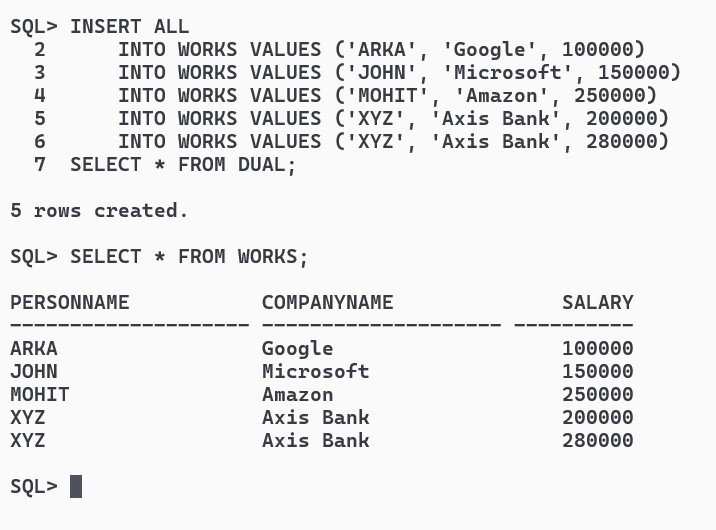 SQL> INSERT ALL
  2      INTO WORKS VALUES ('ARKA', 'Google', 100000)
  3      INTO WORKS VALUES ('JOHN', 'Microsoft', 150000)
  4      INTO WORKS VALUES ('MOHIT', 'Amazon', 250000)
  5      INTO WORKS VALUES ('XYZ', 'Axis Bank', 200000)
  6      INTO WORKS VALUES ('XYZ', 'Axis Bank', 280000)
  7  SELECT * FROM DUAL;

5 rows created.

SQL> SELECT * FROM WORKS;

PERSONNAME           COMPANYNAME              SALARY
-------------------- -------------------- ----------
ARKA                 Google                   100000
JOHN                 Microsoft                150000
MOHIT                Amazon                   250000
XYZ                  Axis Bank                200000
XYZ                  Axis Bank                280000

SQL>